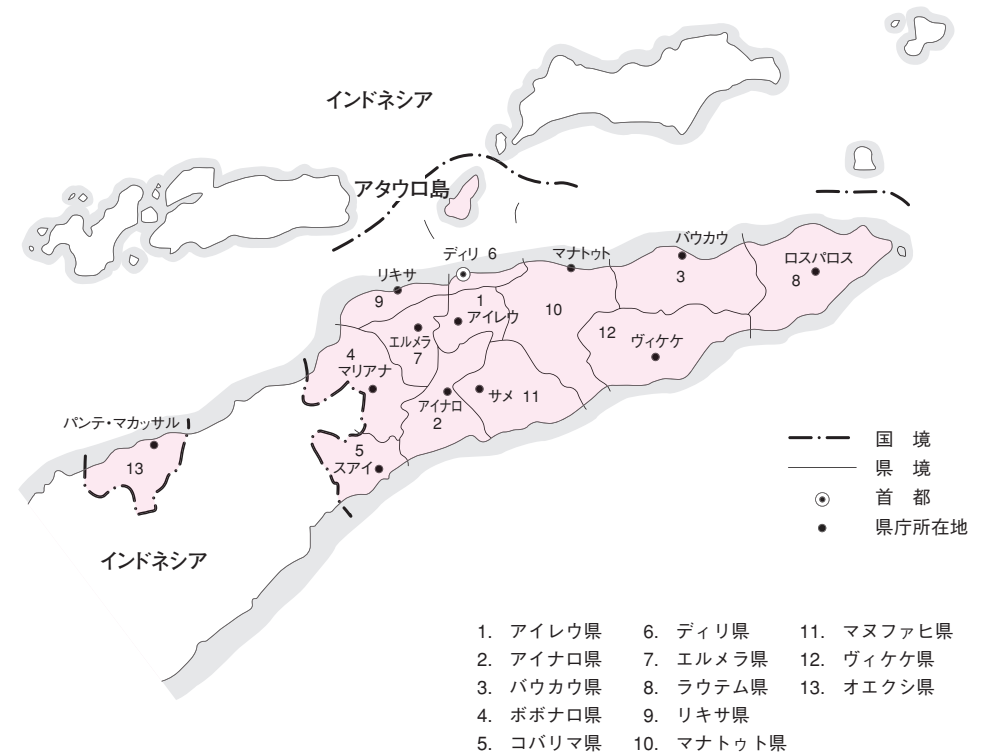 インドネシア
アタウロ島
ディリ 6
マナトゥト
バウカウ
3
ロスパロス
8
リキサ
9
1
アイレウ
10
エルメラ
7
12
ヴィケケ
4
マリアナ
アイナロ
2
サメ 11
5
スアイ
パンテ・マカッサル
13
インドネシア
国 境
県 境
首 都
県庁所在地
1. アイレウ県
2. アイナロ県
3. バウカウ県
4. ボボナロ県
5. コバリマ県
6. ディリ県
7. エルメラ県
8. ラウテム県
9. リキサ県
10. マナトゥト県
11. マヌファヒ県
12. ヴィケケ県
13. オエクシ県